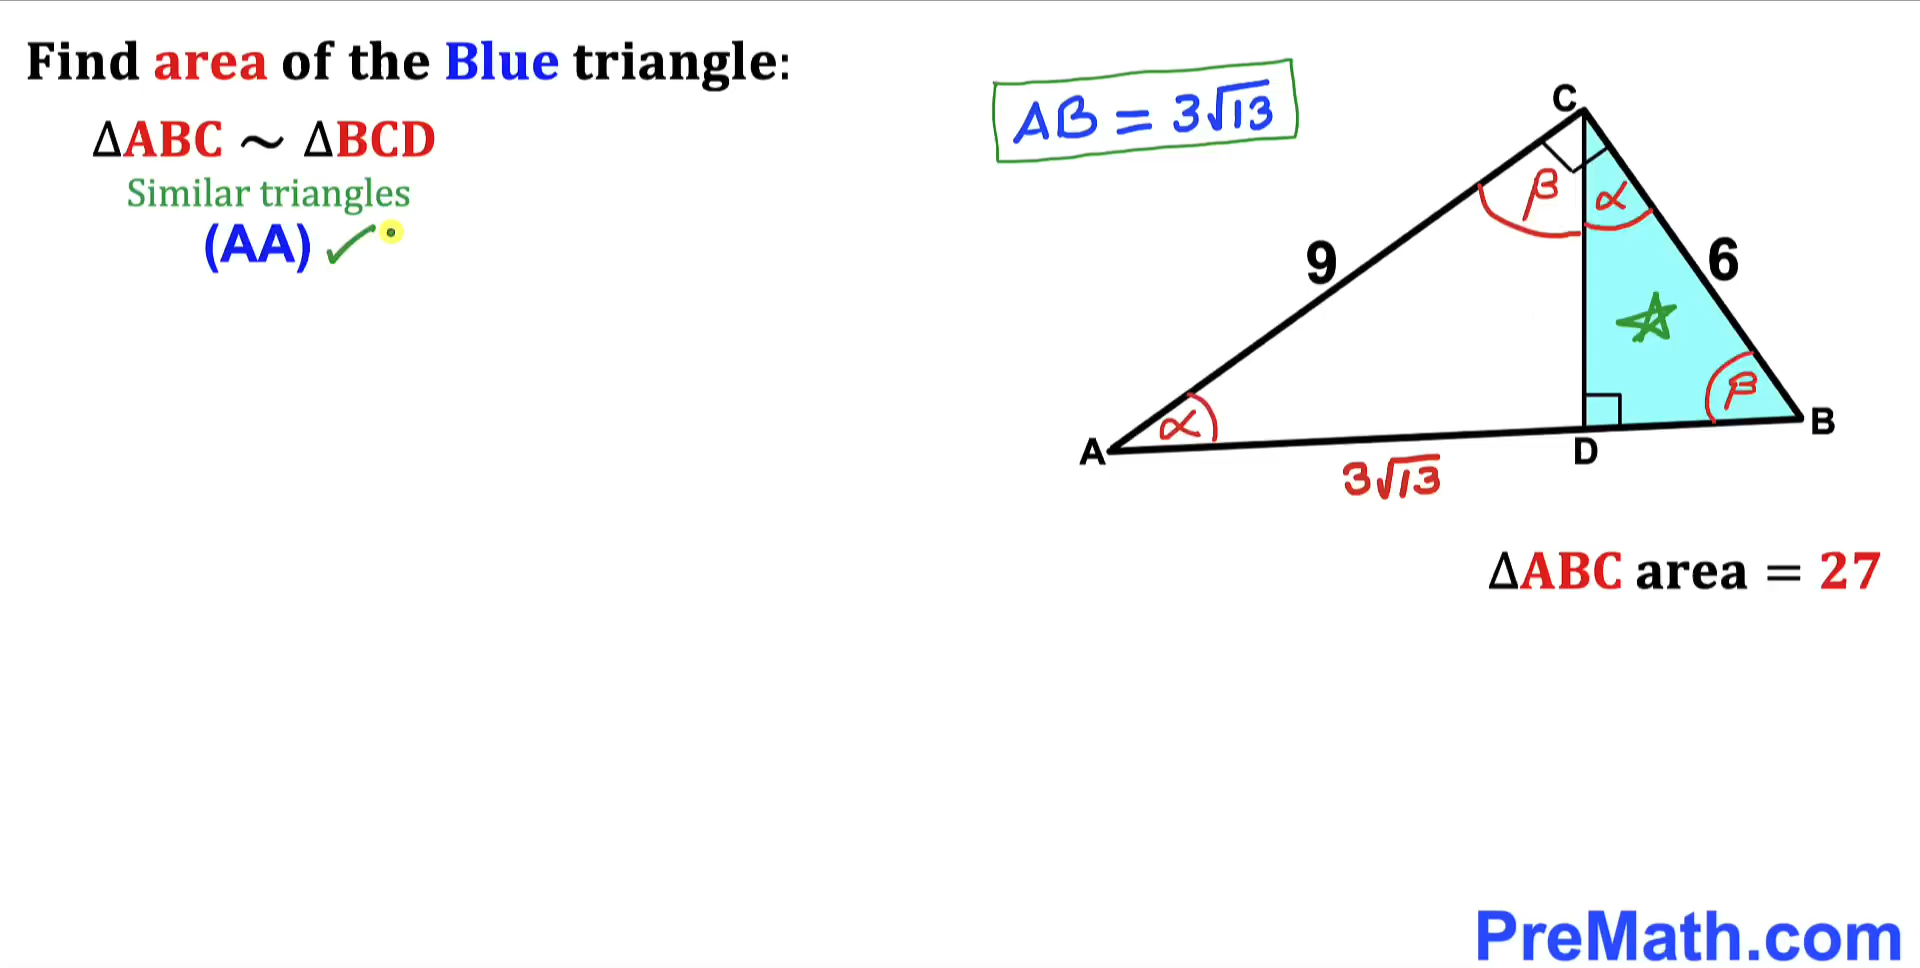 Find area of the Blue triangle:
ΔABC ~ ΔBCD
Similar triangles
(AA)
AB = 3√13
C
β
α
9
6
β
α
A
D
B
3√13
ΔABC area = 27
PreMath.com